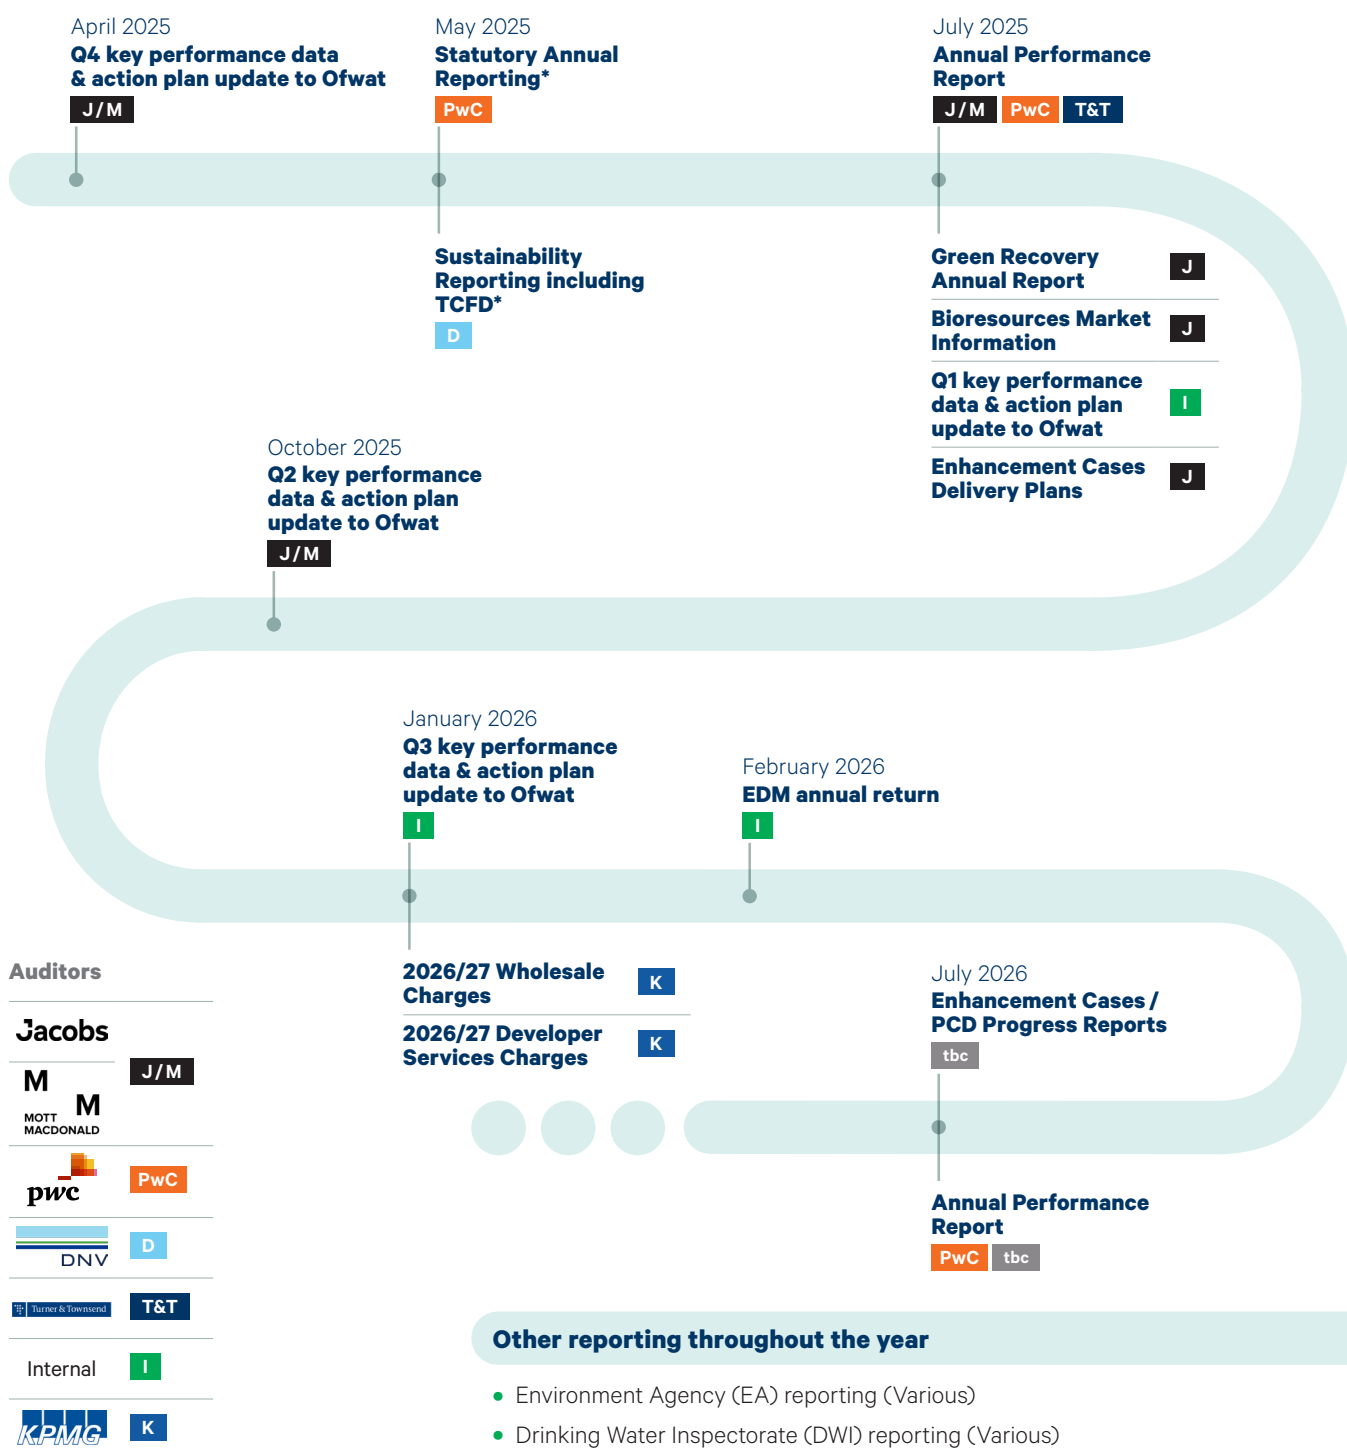 April 2025
Q4 key performance data
& action plan update to Ofwat
J/M
May 2025
Statutory Annual
Reporting*
PwC
July 2025
Annual Performance
Report
J/M PwC T&T
Sustainability
Reporting including
TCFD*
D
Green Recovery
Annual Report
J
Bioresources Market
Information
J
Q1 key performance
data & action plan
update to Ofwat
I
Enhancement Cases
Delivery Plans
J
October 2025
Q2 key performance
data & action plan
update to Ofwat
J/M
January 2026
Q3 key performance
data & action plan
update to Ofwat
I
February 2026
EDM annual return
I
2026/27 Wholesale
Charges
K
2026/27 Developer
Services Charges
K
July 2026
Enhancement Cases /
PCD Progress Reports
tbc
Annual Performance
Report
PwC tbc
Auditors
Jacobs
M
M
MOTT
MACDONALD
J/M
pwc
PwC
DNV
D
Turner & Townsend
T&T
Internal
I
KPMG
K
Other reporting throughout the year
• Environment Agency (EA) reporting (Various)
• Drinking Water Inspectorate (DWI) reporting (Various)